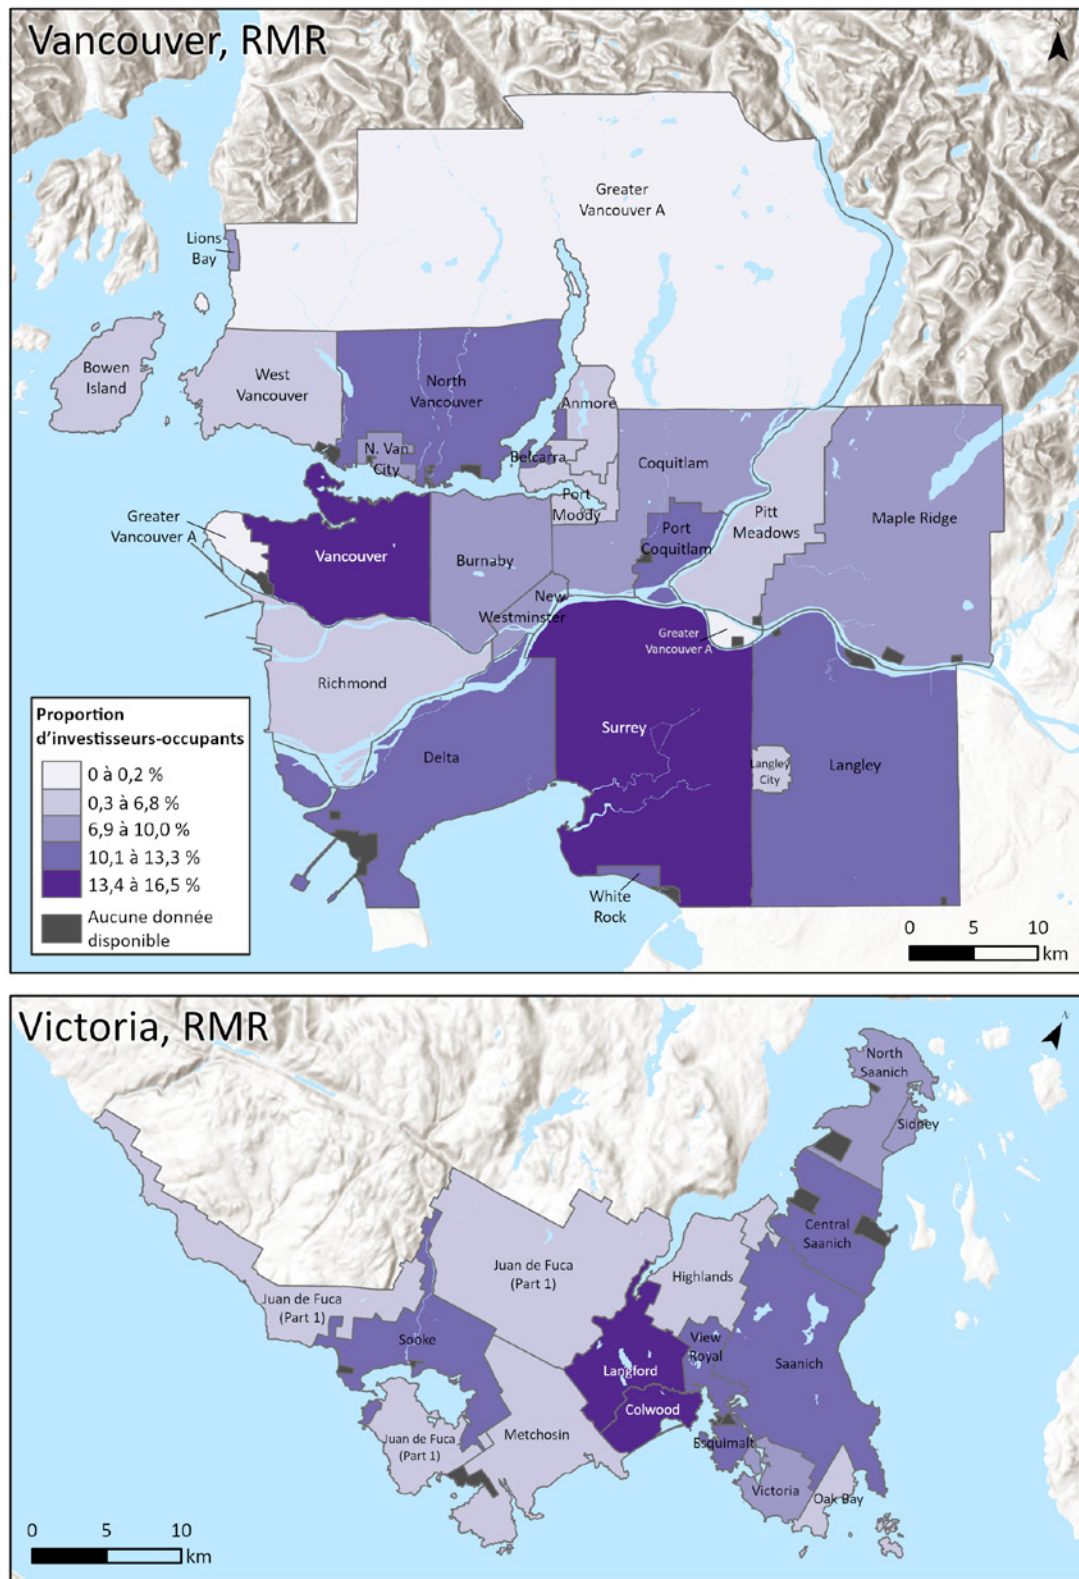 Vancouver, RMR
N
Greater
Vancouver A
Lions
Bay
Bowen
Island
West
Vancouver
North
Vancouver
Anmore
N. Van
City
Belcarra
Coquitlam
Port
Moody
Greater
Vancouver A
Vancouver
Burnaby
Port
Coquitlam
Pitt
Meadows
Maple Ridge
New
Westminster
Greater
Vancouver A
Richmond
Surrey
Delta
Langley
City
Langley
White
Rock
Proportion
d'investisseurs-occupants
0 à 0,2 %
0,3 à 6,8 %
6,9 à 10,0 %
10,1 à 13,3 %
13,4 à 16,5 %
Aucune donnée
disponible
0 5 10
km
Victoria, RMR
N
North
Saanich
Sidney
Central
Saanich
Juan de Fuca
(Part 1)
Highlands
Juan de Fuca
(Part 1)
Sooke
View
Royal
Saanich
Langford
Colwood
Juan de Fuca
(Part 1)
Metchosin
Esquimalt
Victoria
Oak Bay
0 5 10
km